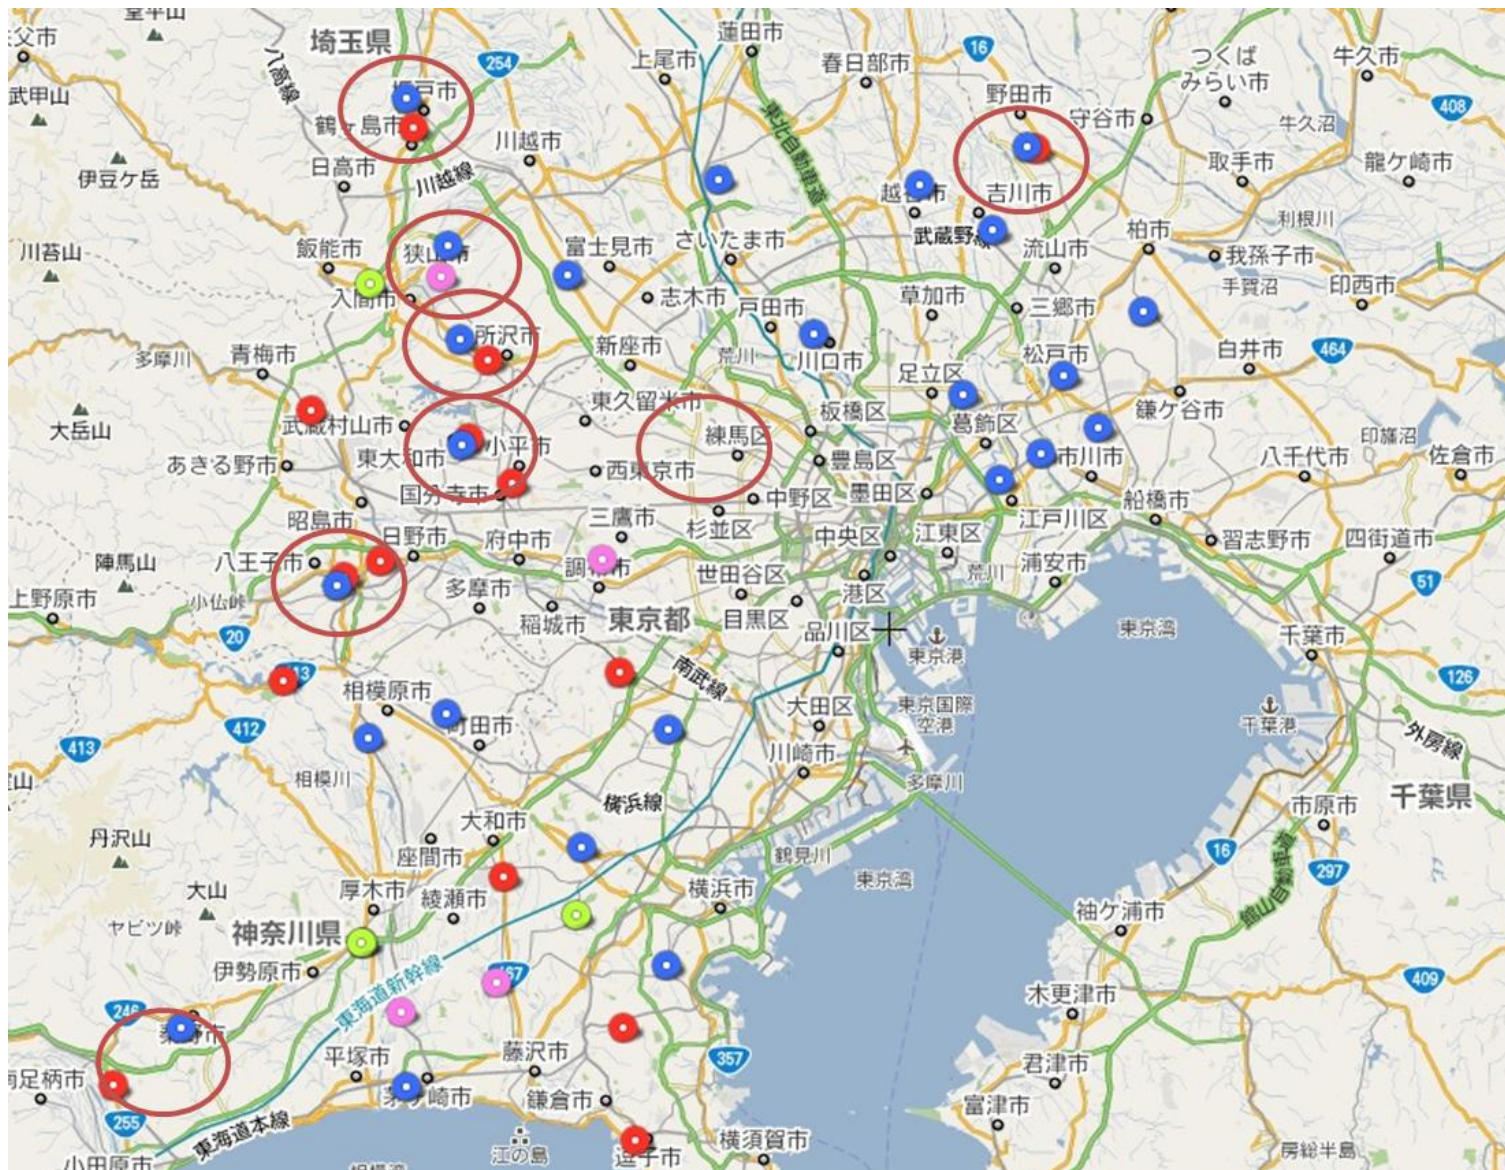 埼玉県
八高線
254
上尾市
蓮田市
春日部市
16
つくば
みらい市
牛久市
武甲山
鶴ヶ島市
川越市
東北自動車道
野田市
守谷市
408
牛久沼
伊豆ケ岳
日高市
川越線
取手市
龍ケ崎市
吉川市
利根川
川苔山
飯能市
富士見市
さいたま市
武蔵野線
流山市
柏市
我孫子市
手賀沼
印西市
入間市
志木市
戸田市
草加市
三郷市
多摩川
青梅市
所沢市
新座市
荒川
川口市
足立区
松戸市
白井市
464
大岳山
武蔵村山市
東久留米市
練馬区
板橋区
葛飾区
鎌ケ谷市
あきる野市
東大和市
小平市
西東京市
豊島区
市川市
八千代市
印旛沼
佐倉市
国分寺市
中野区
墨田区
船橋市
昭島市
三鷹市
杉並区
中央区
江東区
江戸川区
習志野市
四街道市
陣馬山
八王子市
日野市
府中市
調布市
世田谷区
港区
荒川
浦安市
51
上野原市
小仏峠
多摩市
稲城市
東京都
目黒区
品川区
東京港
東京湾
千葉市
20
南武線
126
412
413
相模原市
町田市
大田区
東京国際
空港
千葉港
外房線
相模川
川崎市
多摩川
横浜線
市原市
千葉県
丹沢山
大和市
座間市
鶴見川
東京湾
16
297
館山自動車道
大山
厚木市
綾瀬市
横浜市
ヤビツ峠
神奈川県
袖ケ浦市
伊勢原市
東海道新幹線
409
246
秦野市
木更津市
平塚市
藤沢市
357
君津市
南足柄市
茅ケ崎市
鎌倉市
富津市
255
東海道本線
江の島
逗子市
横須賀市
房総半島
小田原市